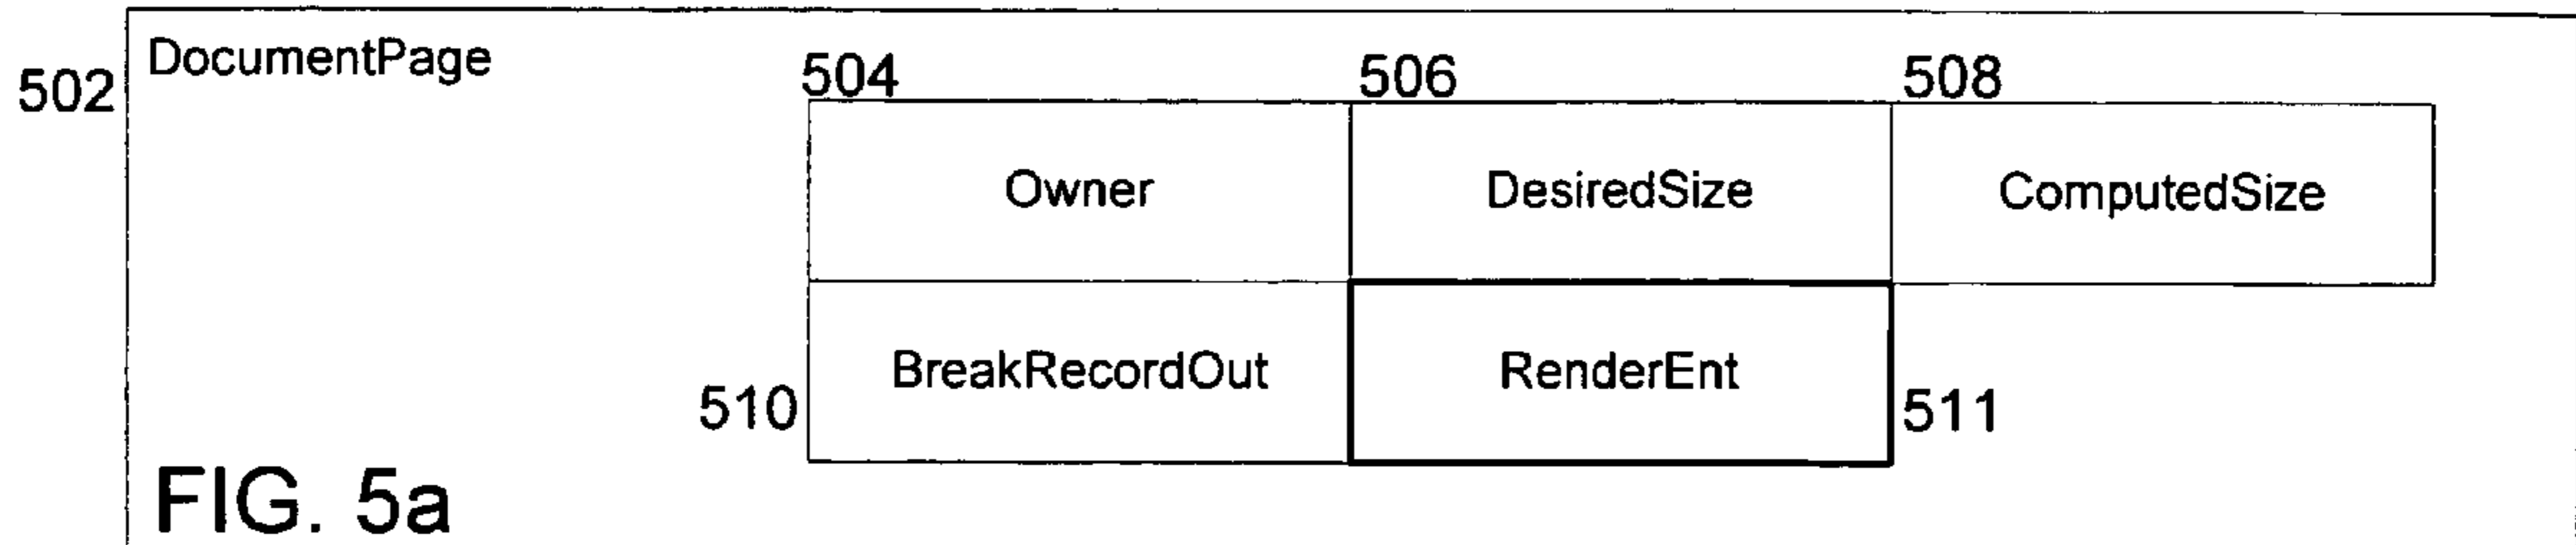 DocumentPage
502
504 506 508
Owner DesiredSize ComputedSize
BreakRecordOut RenderEnt
510 511
FIG. 5a